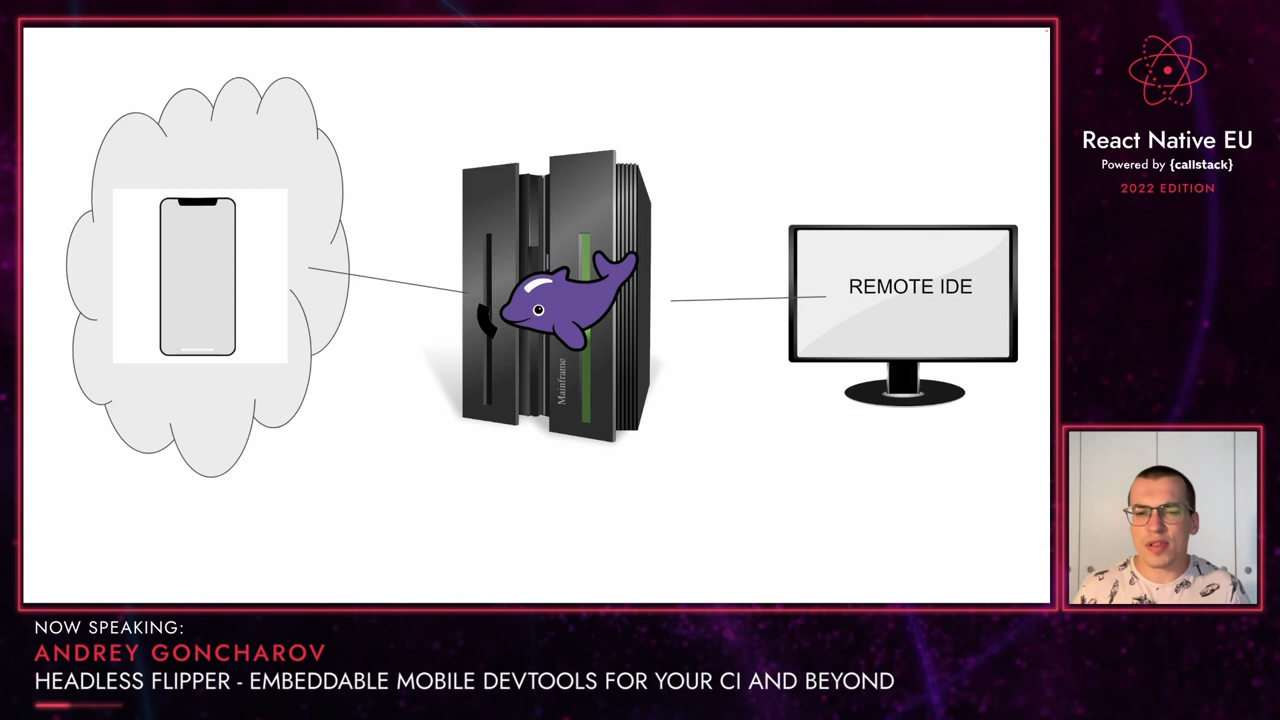 REMOTE IDE
Mainframe
React Native EU
Powered by {callstack}
2022 EDITION
NOW SPEAKING:
ANDREY GONCHAROV
HEADLESS FLIPPER - EMBEDDABLE MOBILE DEVTOOLS FOR YOUR CI AND BEYOND